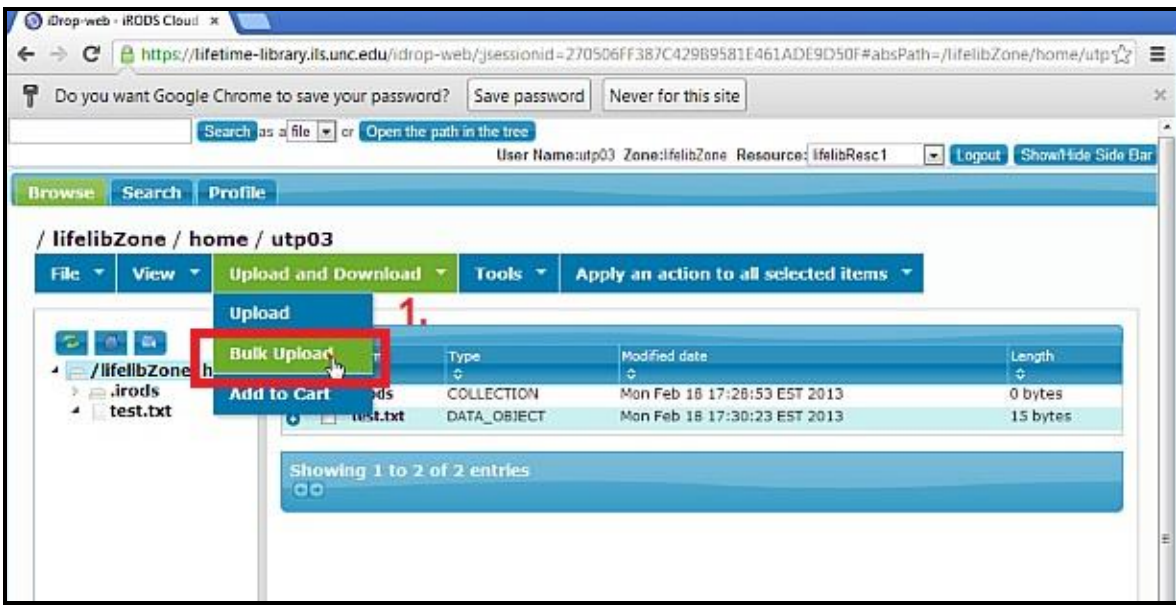 iDrop-web - iRODS Cloud ×
https://lifetime-library.ils.unc.edu/idrop-web/;jsessionid=270506FF387C429B9581E461ADE9D50F#absPath=/lifelibZone/home/utp
Do you want Google Chrome to save your password? Save password Never for this site ×
Search as a file or Open the path in the tree
User Name:utp03 Zone:lifelibZone Resource: lifelibResc1 Logout Show/Hide Side Bar
Browse Search Profile
/ lifelibZone / home / utp03
File View Upload and Download Tools Apply an action to all selected items
Upload 1.
Bulk Upload Type Modified date Length
/lifelibZone h
.irods Add to Cart ods COLLECTION Mon Feb 18 17:28:53 EST 2013 0 bytes
test.txt test.txt DATA_OBJECT Mon Feb 18 17:30:23 EST 2013 15 bytes
Showing 1 to 2 of 2 entries